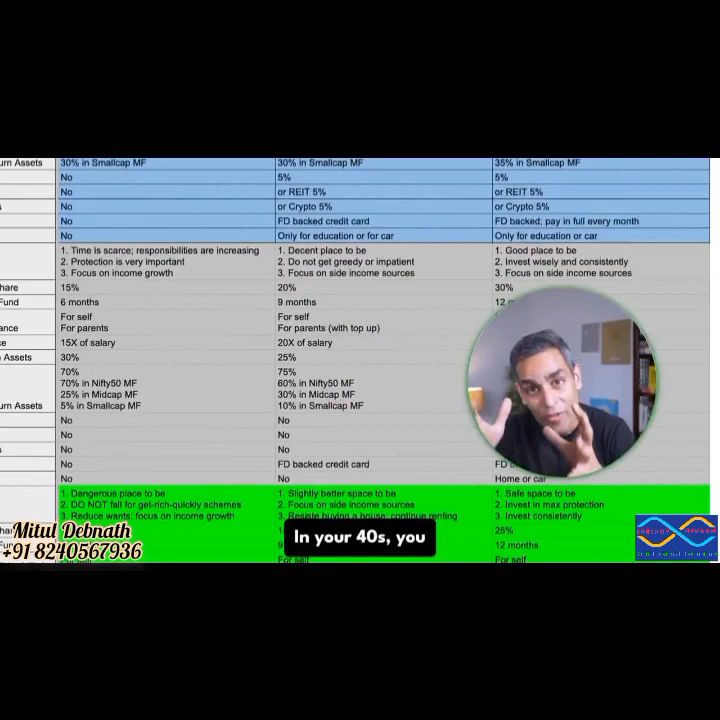 urn Assets 30% in Smallcap MF 30% in Smallcap MF 35% in Smallcap MF
No 5% 5%
No or REIT 5% or REIT 5%
s No or Crypto 5% or Crypto 5%
No FD backed credit card FD backed; pay in full every month
No Only for education or for car Only for education or car
1. Time is scarce; responsibilities are increasing 1. Decent place to be 1. Good place to be
2. Protection is very important 2. Do not get greedy or impatient 2. Invest wisely and consistently
3. Focus on income growth 3. Focus on side income sources 3. Focus on side income sources
hare 15% 20% 30%
Fund 6 months 9 months 12
For self For self
ance For parents For parents (with top up)
ce 15X of salary 20X of salary
n Assets 30% 25%
70% 75%
70% in Nifty50 MF 60% in Nifty50 MF
25% in Midcap MF 30% in Midcap MF
urn Assets 5% in Smallcap MF 10% in Smallcap MF
No No
No No
s No No
No FD backed credit card FD
No No Home or car
1. Dangerous place to be 1. Slightly better space to be 1. Safe space to be
2. DO NOT fall for get-rich-quickly schemes 2. Focus on side income sources 2. Invest in max protection
3. Reduce wants; focus on income growth 3. Resiste buying a house; continue renting 3. Invest consistently
25%
12 months
For self For self
Mitul Debnath
+91 8240567936
In your 40s, you